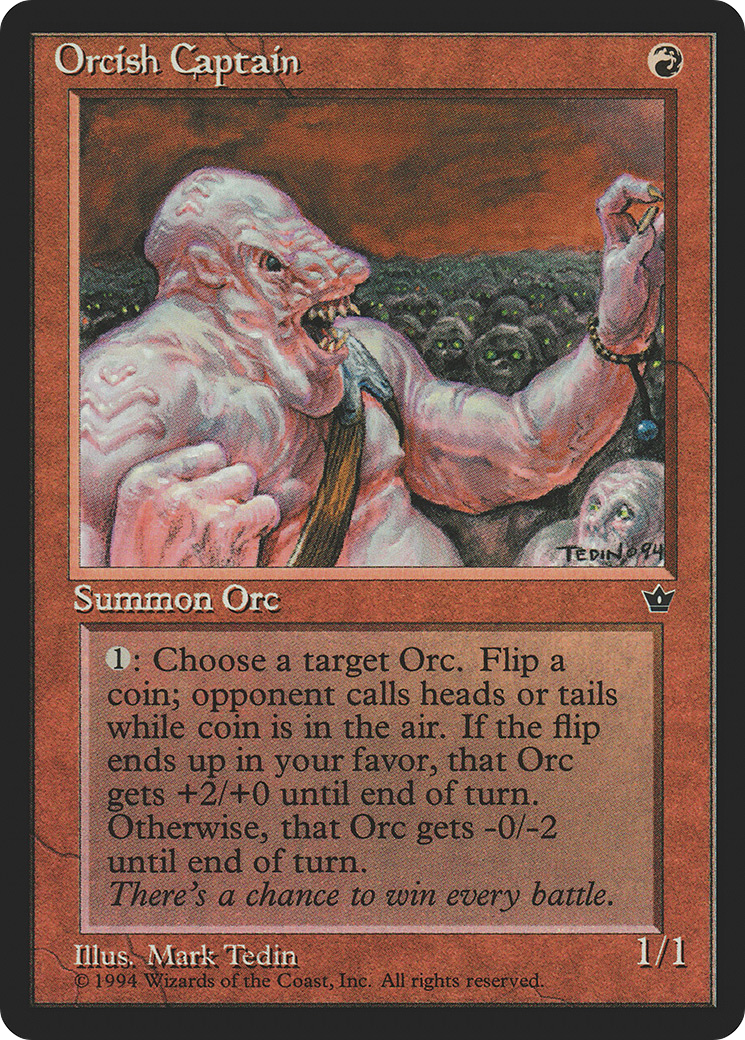 Orcish Captain
TEDIN 94
Summon Orc
1: Choose a target Orc. Flip a
coin; opponent calls heads or tails
while coin is in the air. If the flip
ends up in your favor, that Orc
gets +2/+0 until end of turn.
Otherwise, that Orc gets -0/-2
until end of turn.
There's a chance to win every battle.
Illus. Mark Tedin
1/1
© 1994 Wizards of the Coast, Inc. All rights reserved.